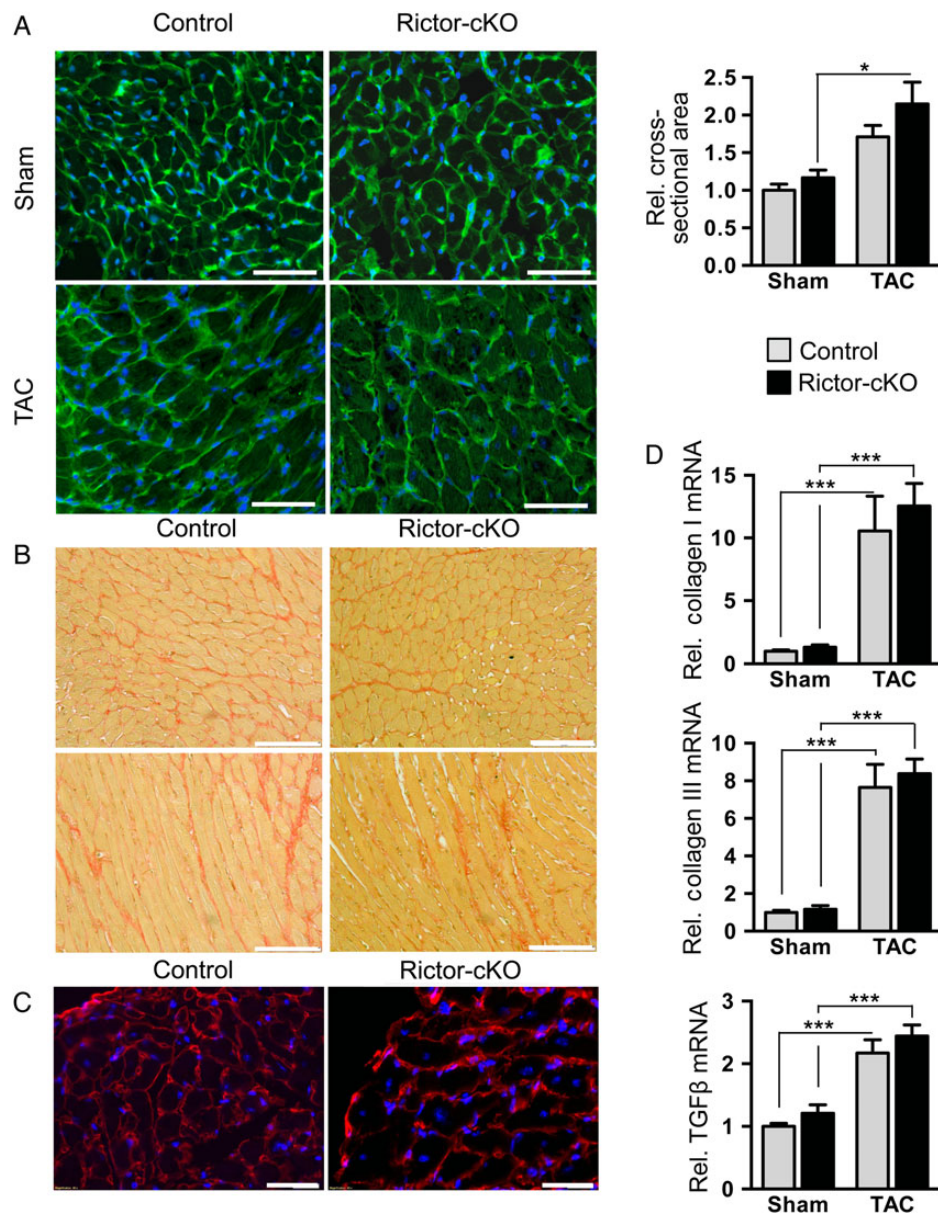 A
Control
Rictor-cKO
Sham
TAC
Rel. cross-
sectional area
2.5
2.0
1.5
1.0
0.5
0.0
*
Sham
TAC
Control
Rictor-cKO
B
Control
Rictor-cKO
C
Control
Rictor-cKO
D
Rel. collagen I mRNA
15
10
5
0
***
***
Sham
TAC
Rel. collagen III mRNA
10
8
6
4
2
0
***
***
Sham
TAC
Rel. TGFβ mRNA
3
2
1
0
***
***
Sham
TAC